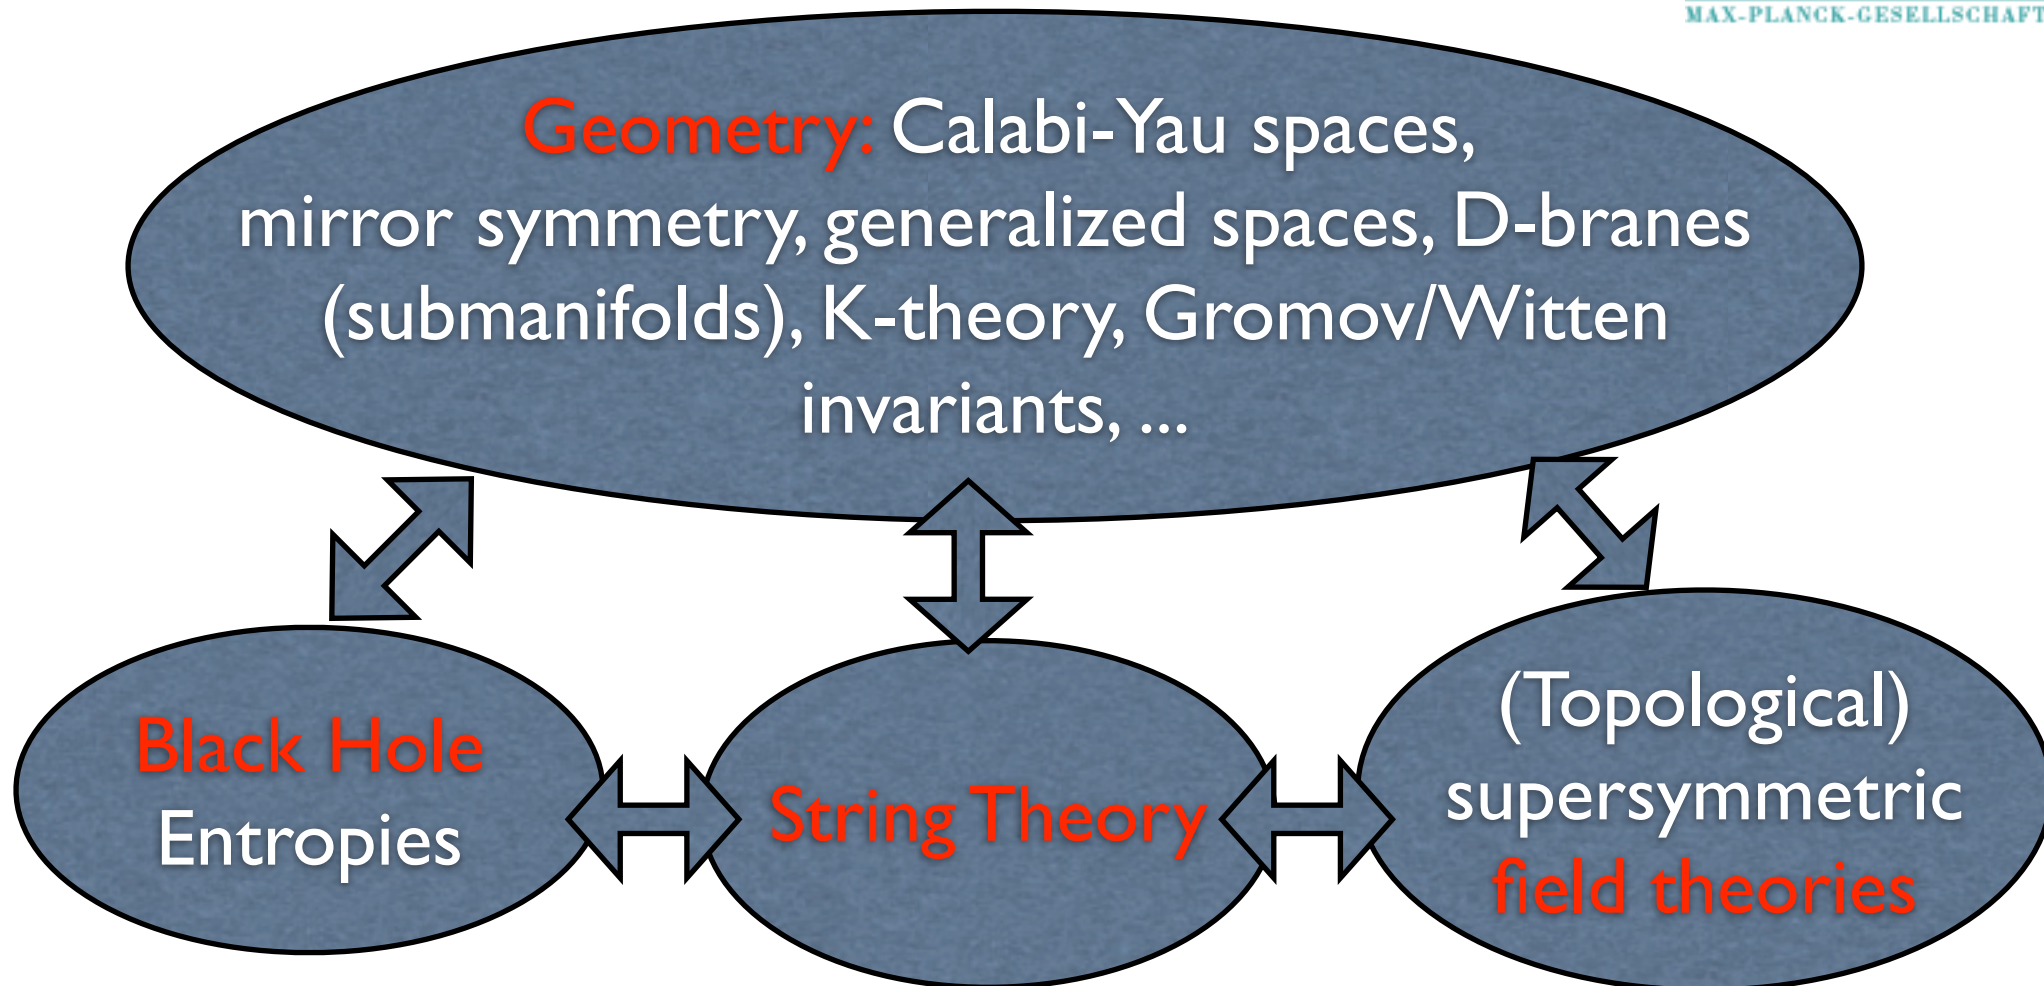 MAX-PLANCK-GESELLSCHAFT
Geometry: Calabi-Yau spaces,
mirror symmetry, generalized spaces, D-branes
(submanifolds), K-theory, Gromov/Witten
invariants, ...
Black Hole
Entropies
String Theory
(Topological)
supersymmetric
field theories